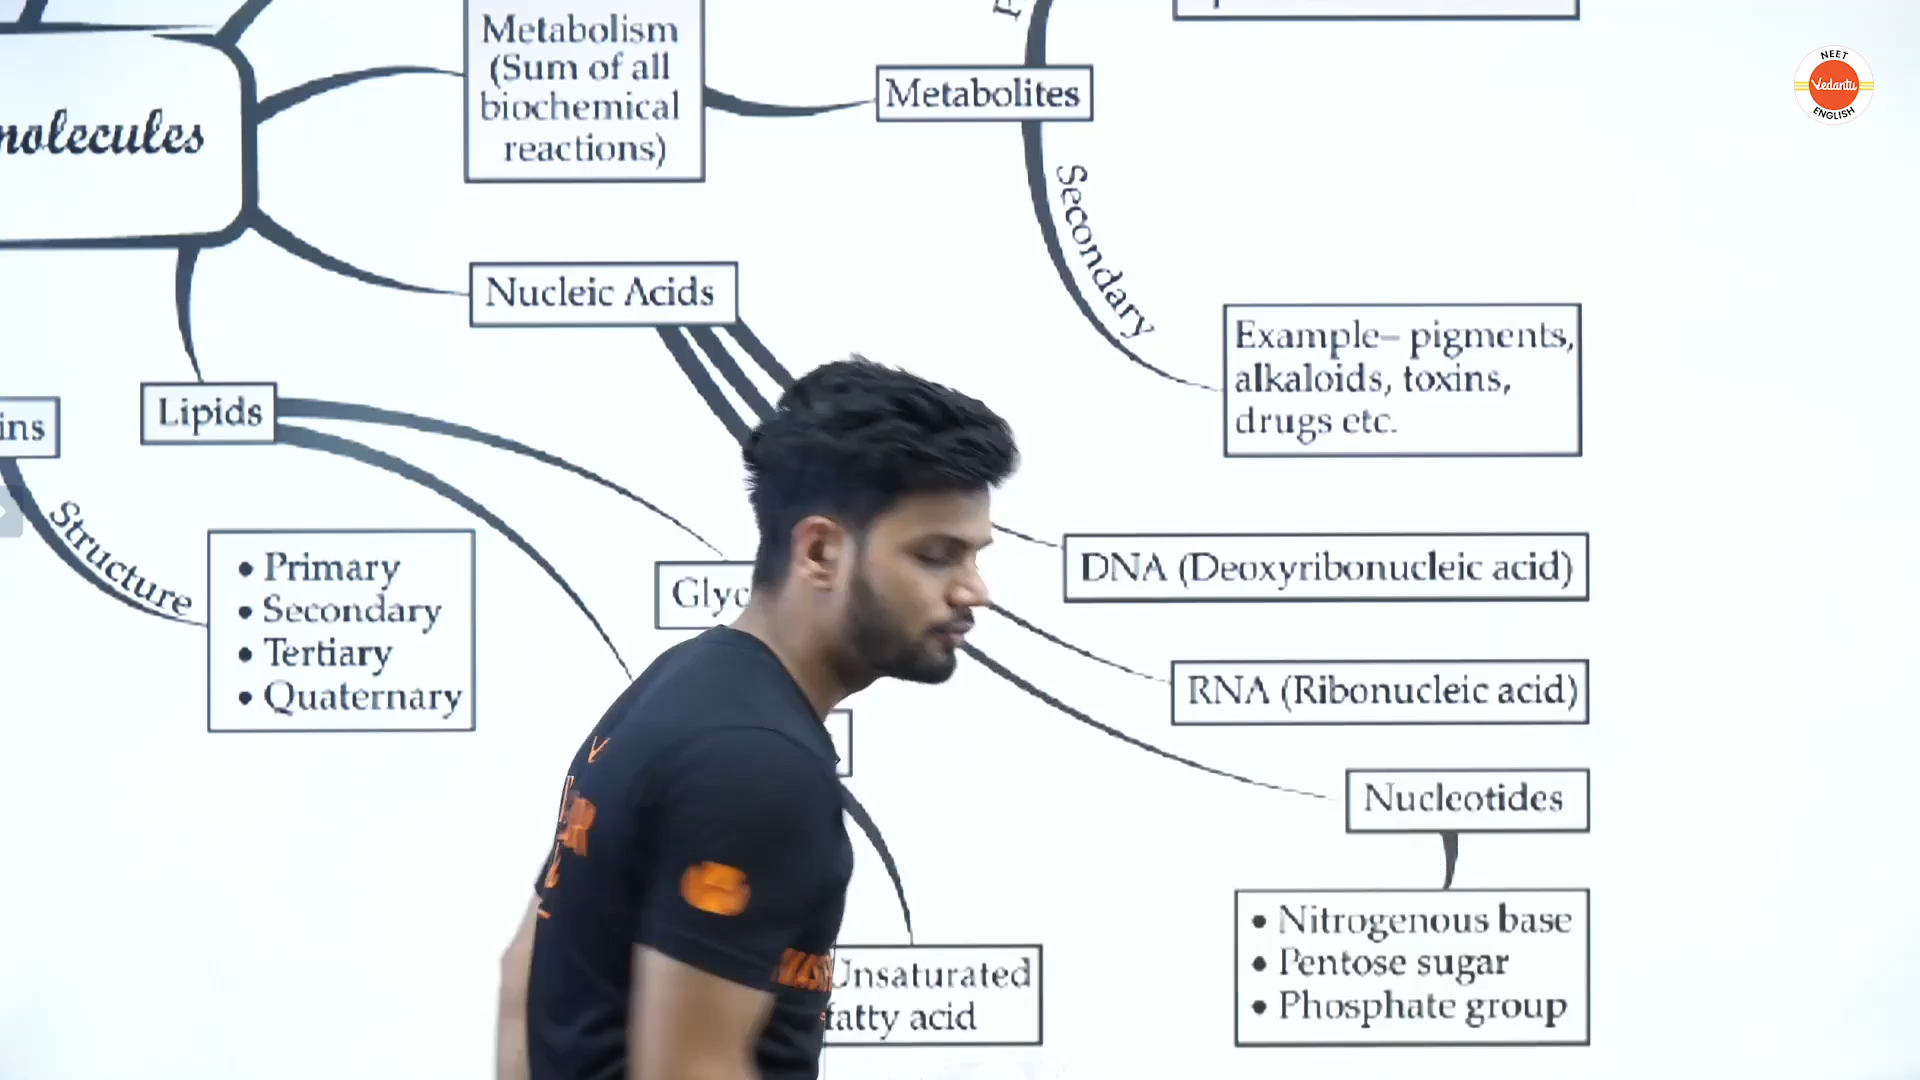 Metabolism
(Sum of all
biochemical
reactions)
Metabolites
NEET
Vedantu
ENGLISH
Secondary
Nucleic Acids
Example– pigments,
alkaloids, toxins,
drugs etc.
Lipids
Structure
• Primary
• Secondary
• Tertiary
• Quaternary
DNA (Deoxyribonucleic acid)
RNA (Ribonucleic acid)
Nucleotides
• Nitrogenous base
• Pentose sugar
• Phosphate group
Unsaturated
fatty acid